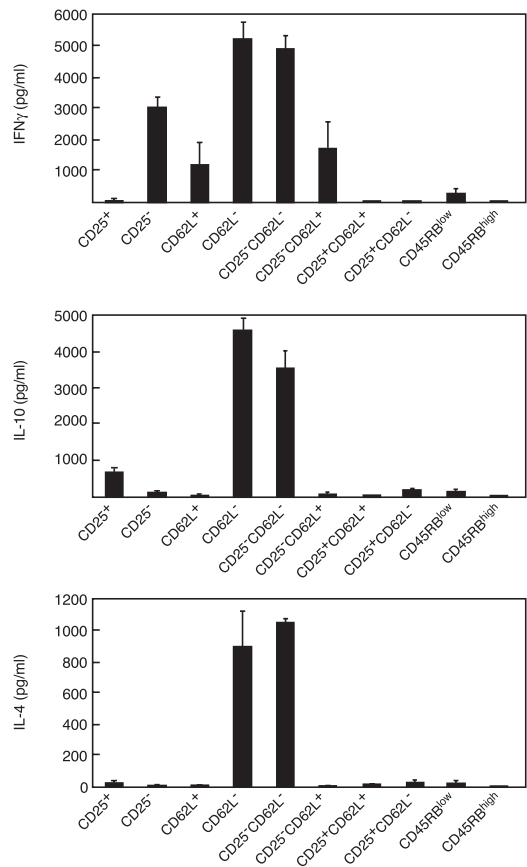 6000
5000
4000
3000
2000
1000
IFNγ (pg/ml)
CD25+
CD25-
CD62L+
CD62L-
CD25-CD62L-
CD25-CD62L+
CD25+CD62L+
CD25+CD62L-
CD45RBlow
CD45RBhigh
5000
4000
3000
2000
1000
IL-10 (pg/ml)
CD25+
CD25-
CD62L+
CD62L-
CD25-CD62L-
CD25-CD62L+
CD25+CD62L+
CD25+CD62L-
CD45RBlow
CD45RBhigh
1200
1000
800
600
400
200
0
IL-4 (pg/ml)
CD25+
CD25-
CD62L+
CD62L-
CD25-CD62L-
CD25-CD62L+
CD25+CD62L+
CD25+CD62L-
CD45RBlow
CD45RBhigh